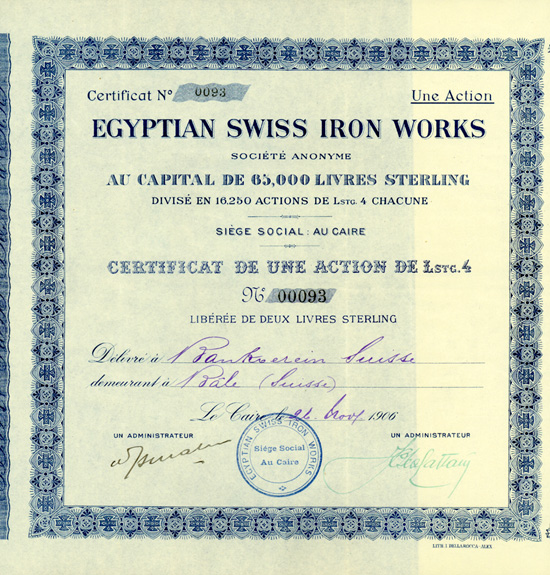 Certificat Nº 0093 Une Action
EGYPTIAN SWISS IRON WORKS
SOCIÉTÉ ANONYME
AU CAPITAL DE 65,000 LIVRES STERLING
DIVISÉ EN 16.250 ACTIONS DE LSTG. 4 CHACUNE
SIÈGE SOCIAL: AU CAIRE
CERTIFICAT DE UNE ACTION DE LSTG. 4
Nº 00093
LIBÉRÉE DE DEUX LIVRES STERLING
Délivré à Bankverein Suisse
demeurant à Bâle (Suisse)
Le Caire, le 26 Nov. 1906
UN ADMINISTRATEUR UN ADMINISTRATEUR
EGYPTIAN SWISS IRON WORKS
Siége Social
Au Caire
LITH. I. BELLAROCCA-ALEX.